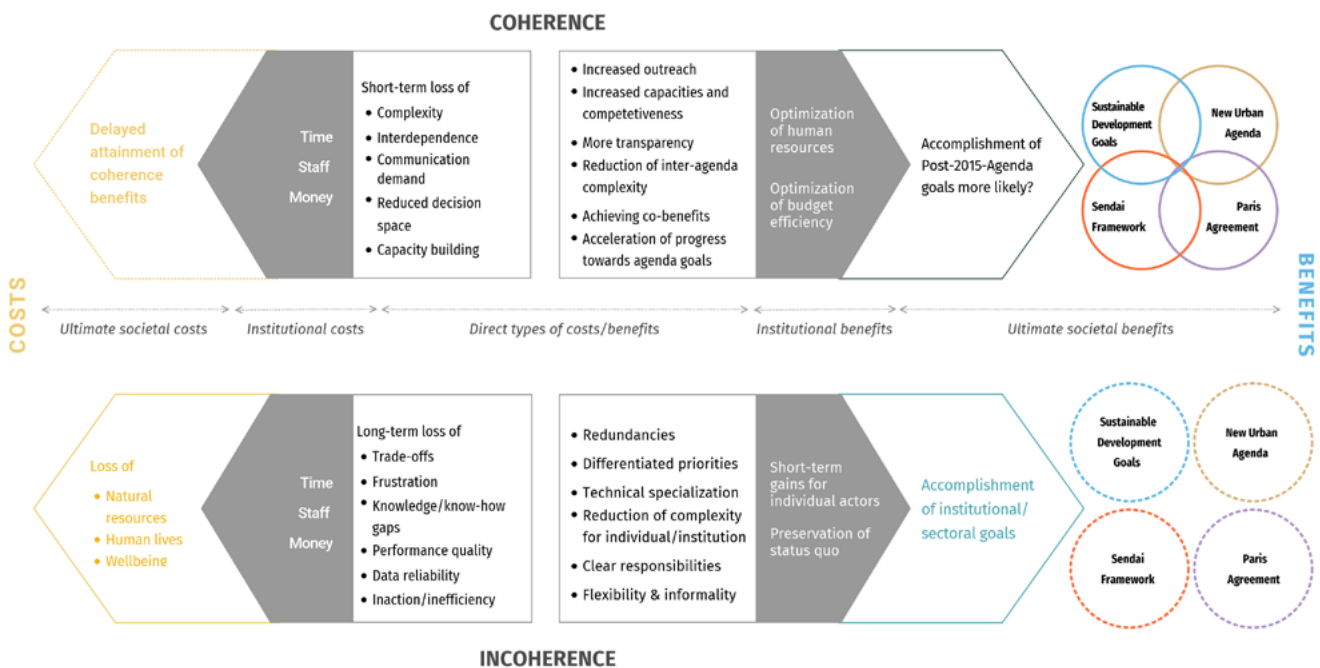 COHERENCE
Delayed
attainment of
coherence
benefits
Time
Staff
Money
Short-term loss of
• Complexity
• Interdependence
• Communication
demand
• Reduced decision
space
• Capacity building
• Increased outreach
• Increased capacities and
competetiveness
• More transparency
• Reduction of inter-agenda
complexity
• Achieving co-benefits
• Acceleration of progress
towards agenda goals
Optimization
of human
resources
Optimization
of budget
efficiency
Accomplishment of
Post-2015-Agenda
goals more likely?
Sustainable
Development
Goals
New Urban
Agenda
Sendai
Framework
Paris
Agreement
COSTS
Ultimate societal costs
Institutional costs
Direct types of costs/benefits
Institutional benefits
Ultimate societal benefits
BENEFITS
Loss of
• Natural
resources
• Human lives
• Wellbeing
Time
Staff
Money
Long-term loss of
• Trade-offs
• Frustration
• Knowledge/know-how
gaps
• Performance quality
• Data reliability
• Inaction/inefficiency
• Redundancies
• Differentiated priorities
• Technical specialization
• Reduction of complexity
for individual/institution
• Clear responsibilities
• Flexibility & informality
Short-term
gains for
individual actors
Preservation of
status quo
Accomplishment
of institutional/
sectoral goals
Sustainable
Development
Goals
New Urban
Agenda
Sendai
Framework
Paris
Agreement
INCOHERENCE